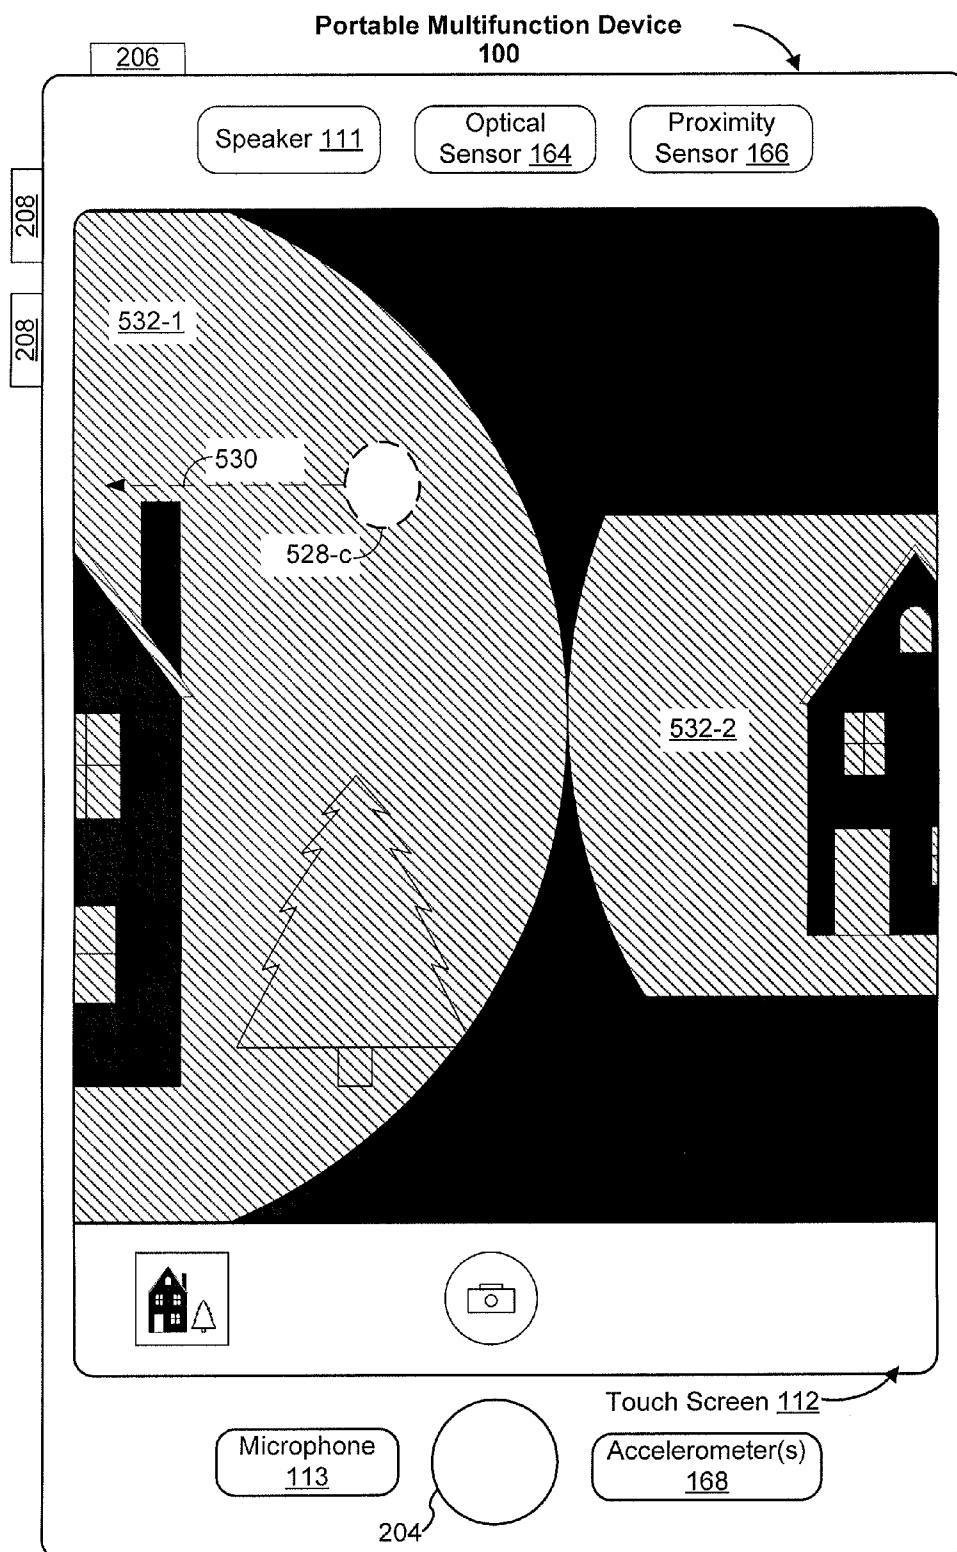 Portable Multifunction Device
100
206
Speaker 111
Optical
Sensor 164
Proximity
Sensor 166
208
208
532-1
530
528-c
532-2
Touch Screen 112
Microphone
113
Accelerometer(s)
168
204